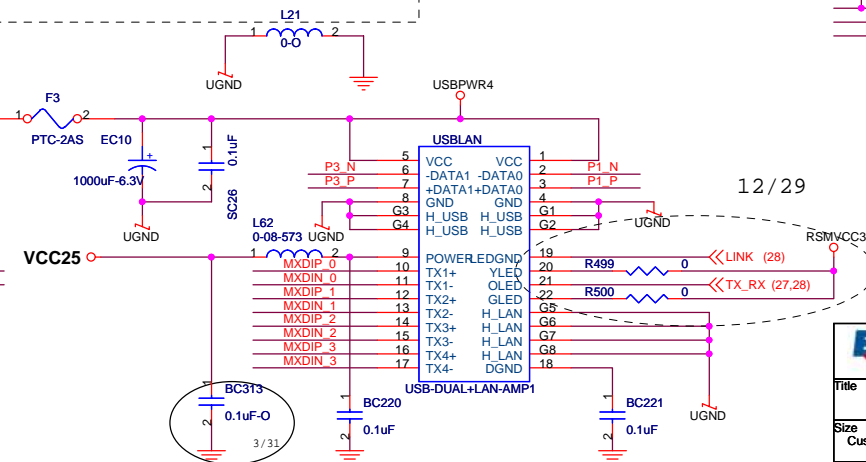 L21
1 2
0-O
UGND
USBPWR4
F3
1 2
PTC-2AS
EC10
+
1000uF-6.3V
UGND
1
0.1uF
2
SC26
USBLAN
5 VCC VCC 1
P3_N 6 -DATA1 -DATA0 2 P1_N
P3_P 7 +DATA1 +DATA0 3 P1_P
8 GND GND 4
G3 H_USB H_USB G1
G4 H_USB H_USB G2
UGND
UGND
12/29
L62
0-08-573
1 2
VCC25
RSMVCC3
9 POWER LEDGND 19 LINK (28)
MXDIP_0 10 TX1+ YLED 20 R499 0
MXDIN_0 11 TX1- OLED 21 TX_RX (27,28)
MXDIP_1 12 TX2+ GLED 22 R500 0
MXDIN_1 13 TX2- H_LAN G5
MXDIP_2 14 TX3+ H_LAN G6
MXDIN_2 15 TX3- H_LAN G7
MXDIP_3 16 TX4+ H_LAN G8
MXDIN_3 17 TX4- DGND 18
USB-DUAL+LAN-AMP1
1
BC313
0.1uF-O
2
3/31
1
BC220
0.1uF
2
1
BC221
0.1uF
2
UGND
Title
Size